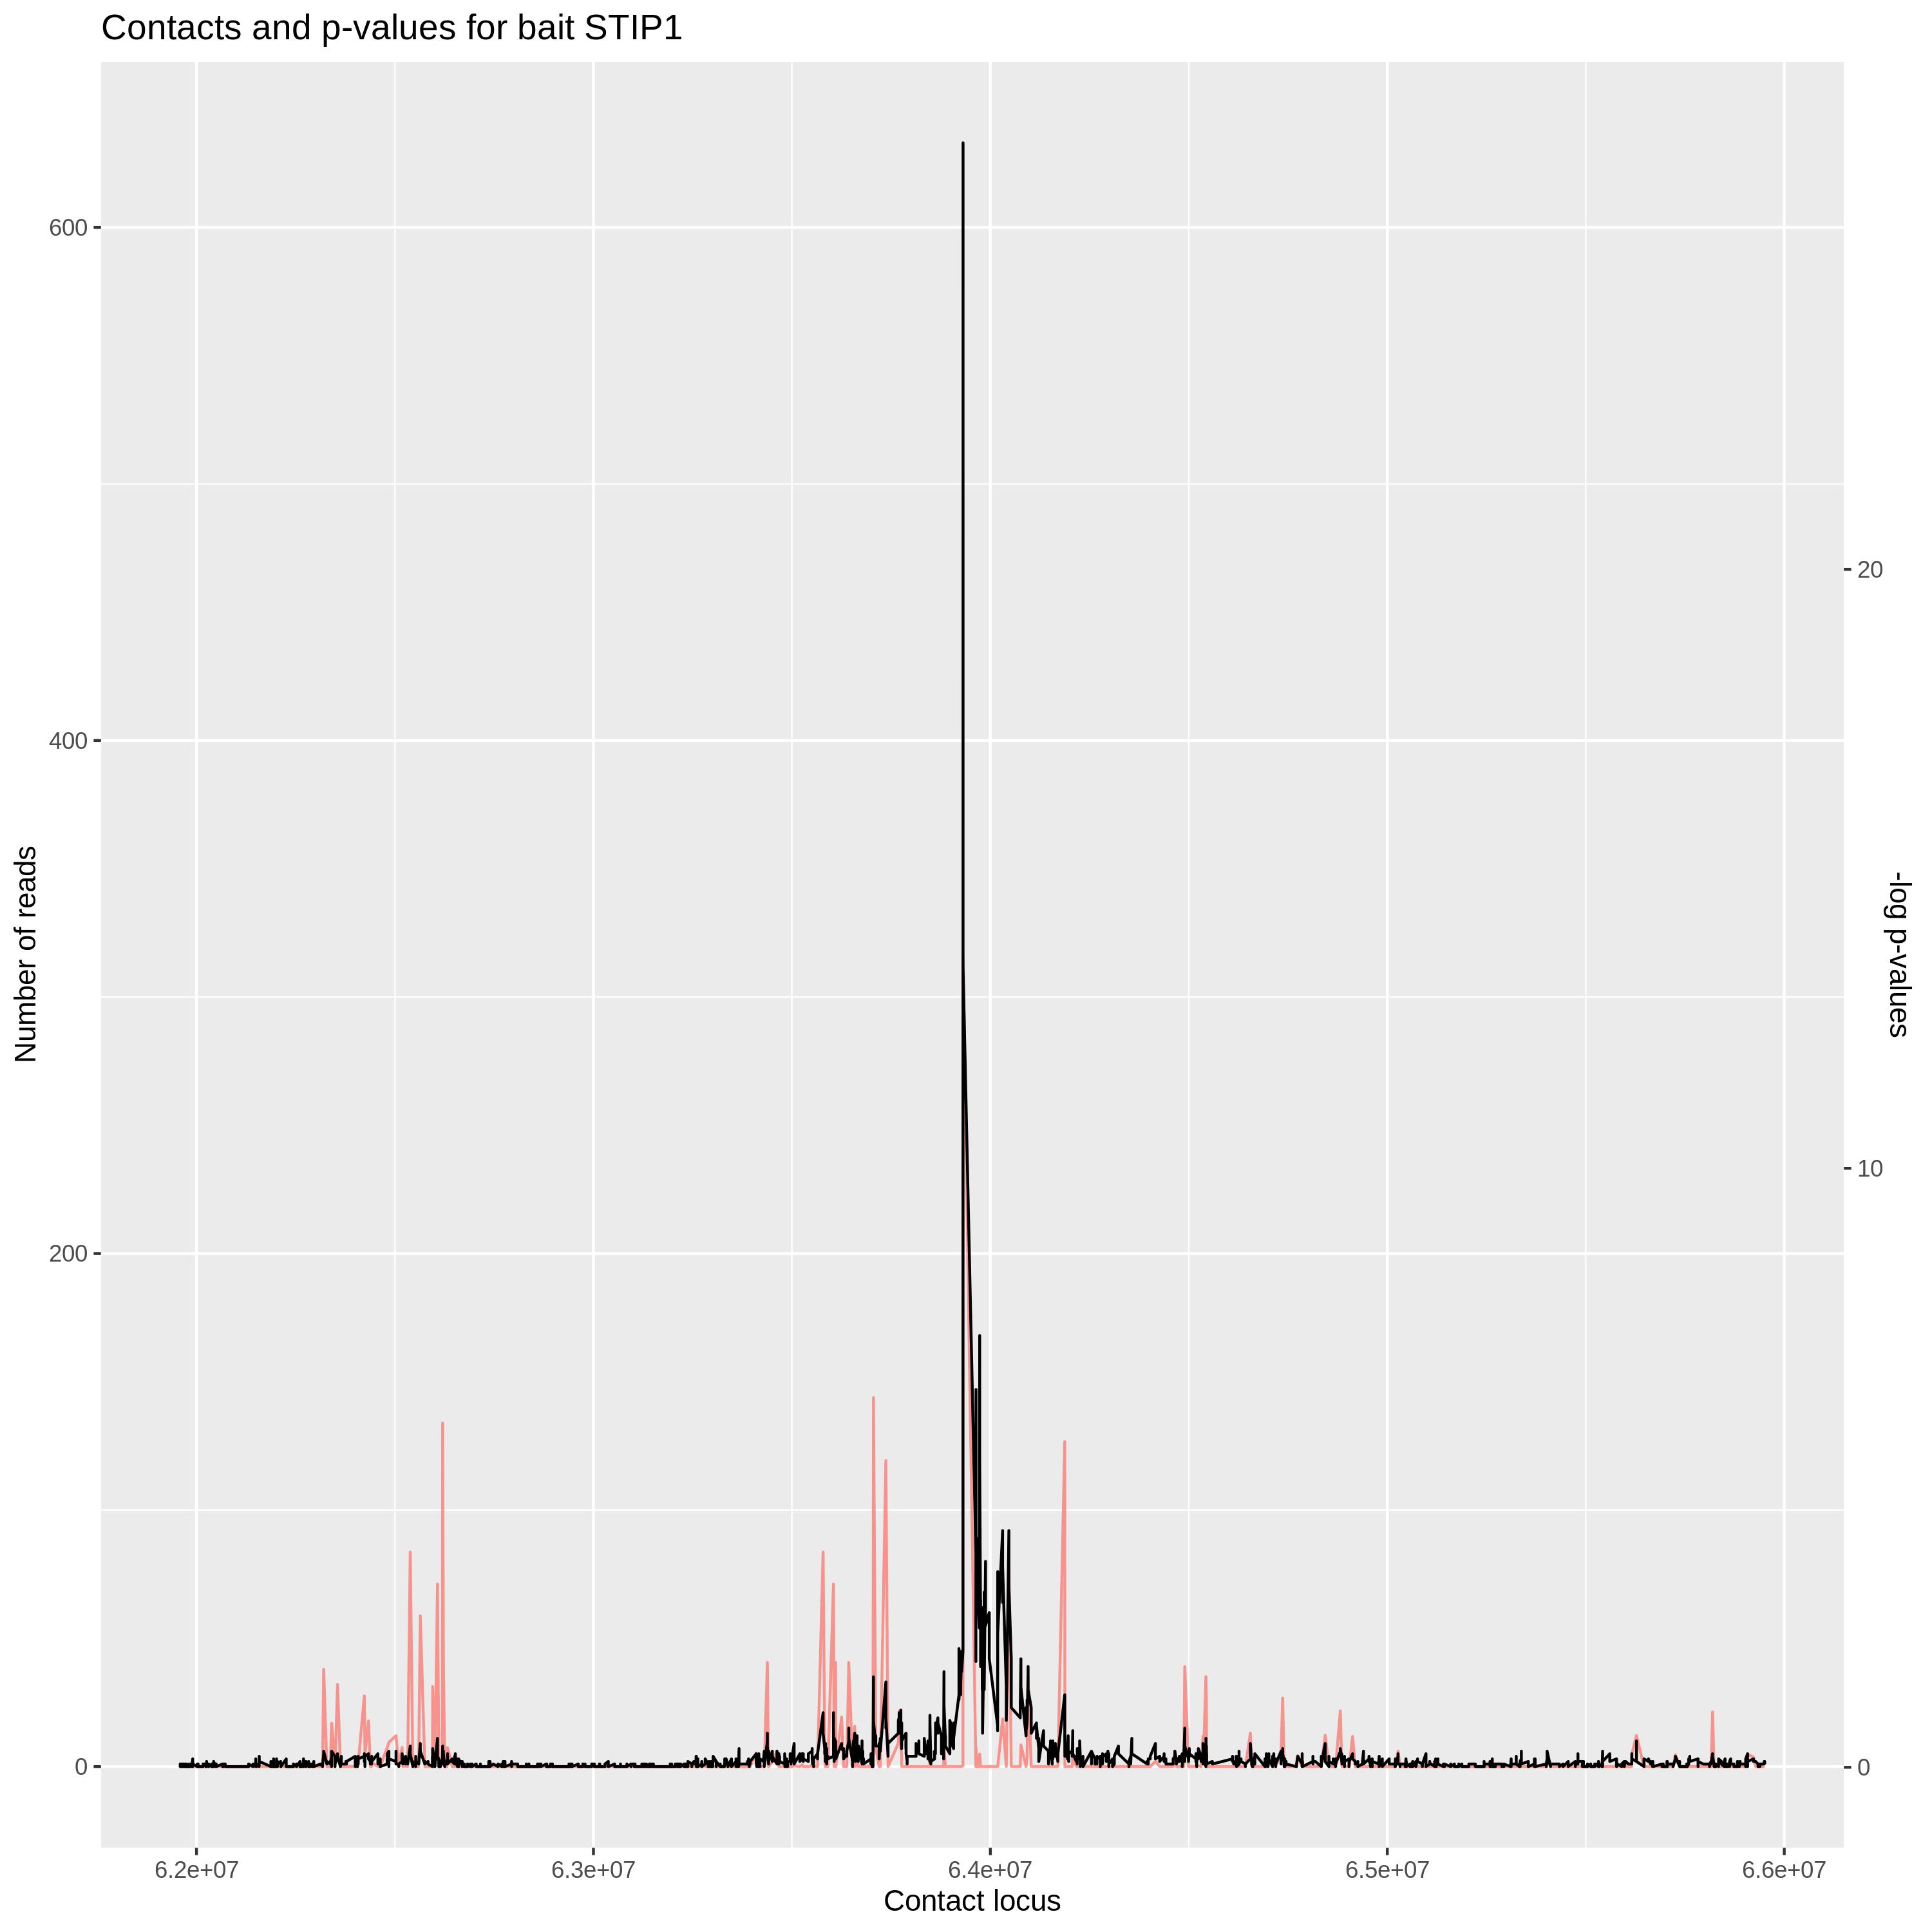 Contacts and p-values for bait STIP1
600
400
200
0
Number of reads
20
10
0
-log p-values
6.2e+07
6.3e+07
6.4e+07
6.5e+07
6.6e+07
Contact locus